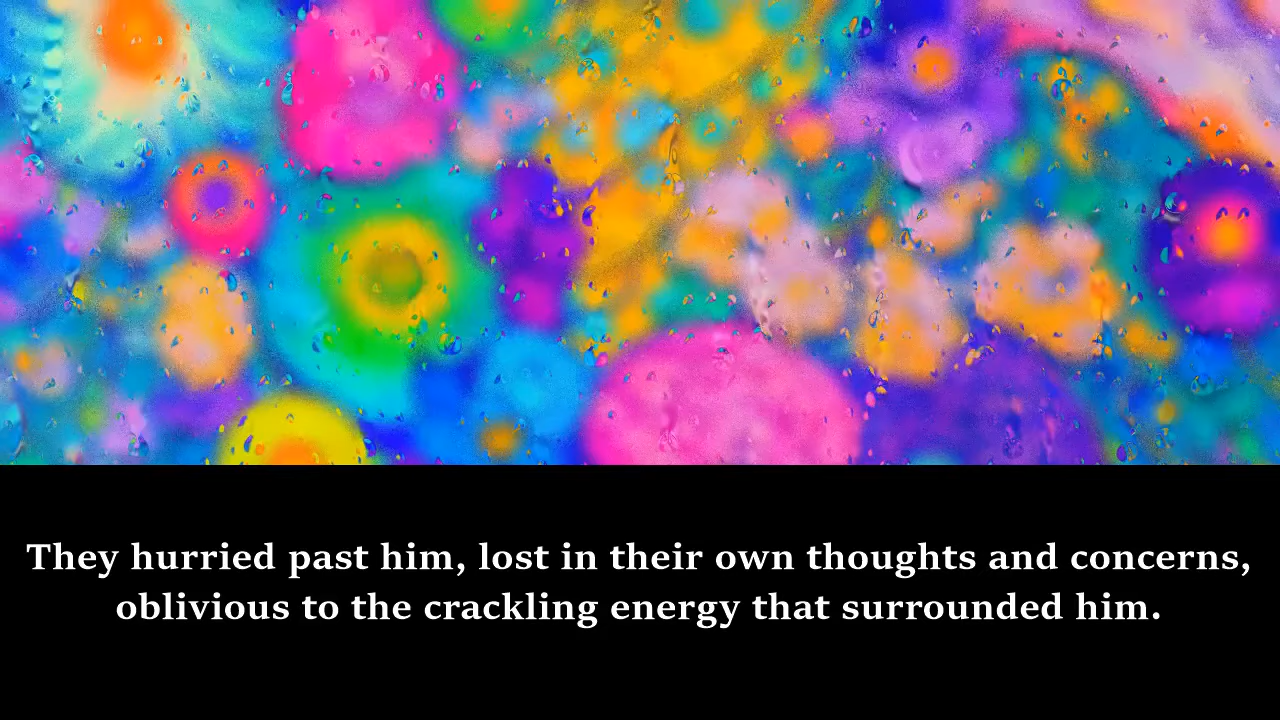 They hurried past him, lost in their own thoughts and concerns,
oblivious to the crackling energy that surrounded him.